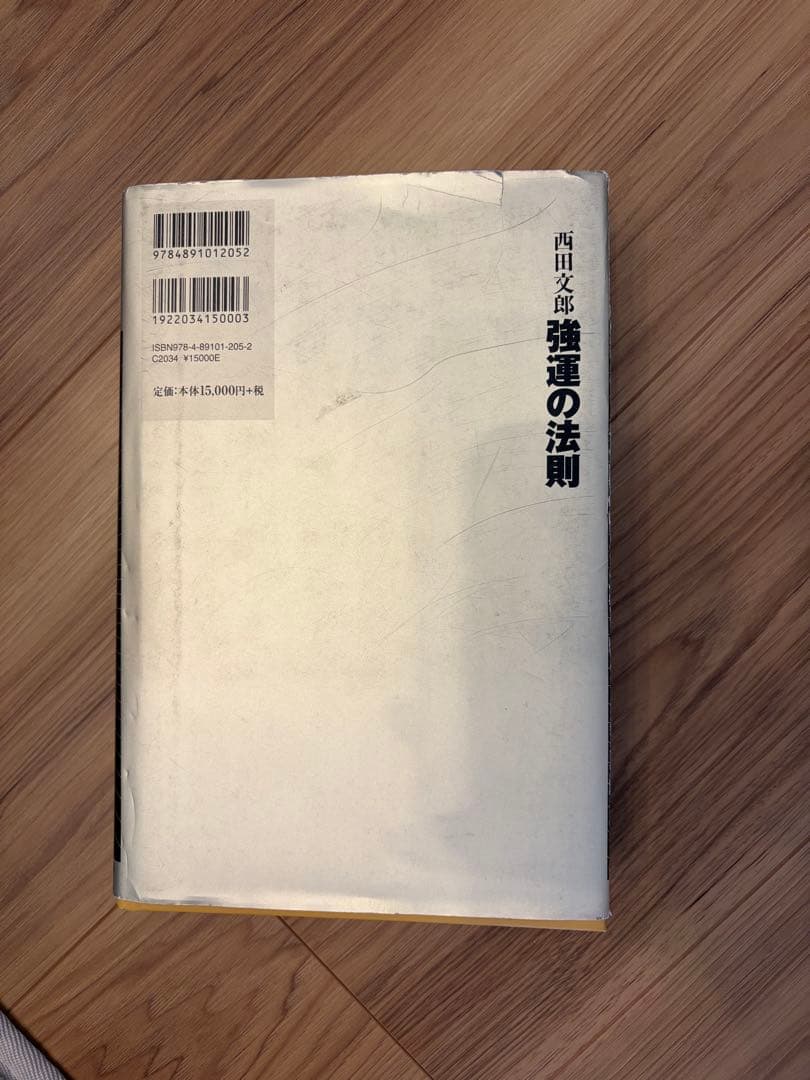 9784891012052
1922034150003
ISBN978-4-89101-205-2
C2034 ¥15000E
定価：本体15,000円+税
西田文郎 強運の法則